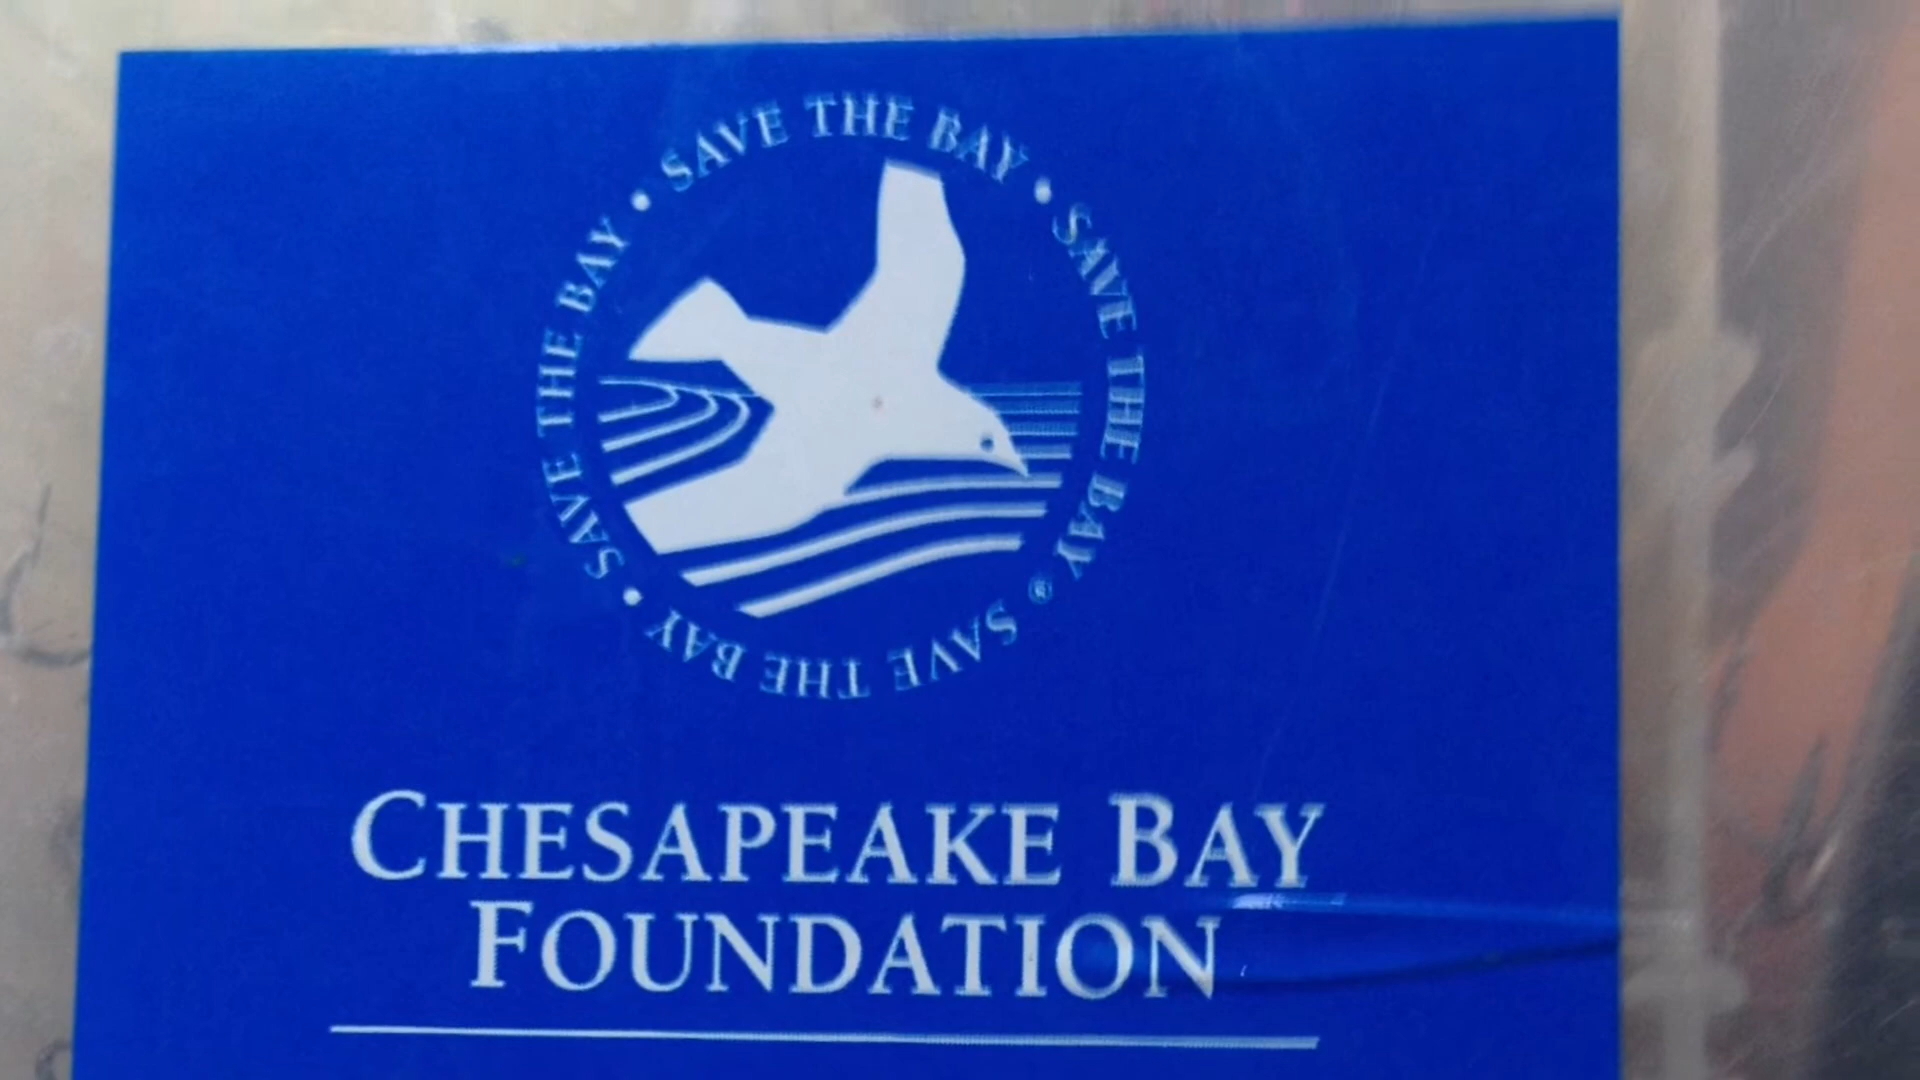 SAVE THE BAY • SAVE THE BAY ® SAVE THE BAY • SAVE THE BAY •
CHESAPEAKE BAY
FOUNDATION